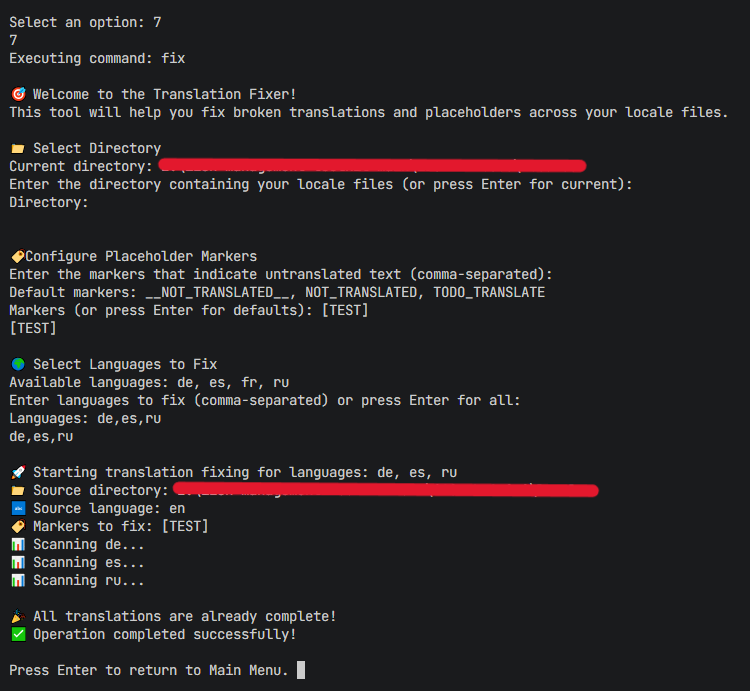 Select an option: 7
7
Executing command: fix
🎯 Welcome to the Translation Fixer!
This tool will help you fix broken translations and placeholders across your locale files.
📁 Select Directory
Current directory:
Enter the directory containing your locale files (or press Enter for current):
Directory:
🏷️Configure Placeholder Markers
Enter the markers that indicate untranslated text (comma-separated):
Default markers: __NOT_TRANSLATED__, NOT_TRANSLATED, TODO_TRANSLATE
Markers (or press Enter for defaults): [TEST]
[TEST]
🌍 Select Languages to Fix
Available languages: de, es, fr, ru
Enter languages to fix (comma-separated) or press Enter for all:
Languages: de,es,ru
de,es,ru
🚀 Starting translation fixing for languages: de, es, ru
📁 Source directory:
🔤 Source language: en
🏷️ Markers to fix: [TEST]
📊 Scanning de...
📊 Scanning es...
📊 Scanning ru...
🎉 All translations are already complete!
✅ Operation completed successfully!
Press Enter to return to Main Menu.